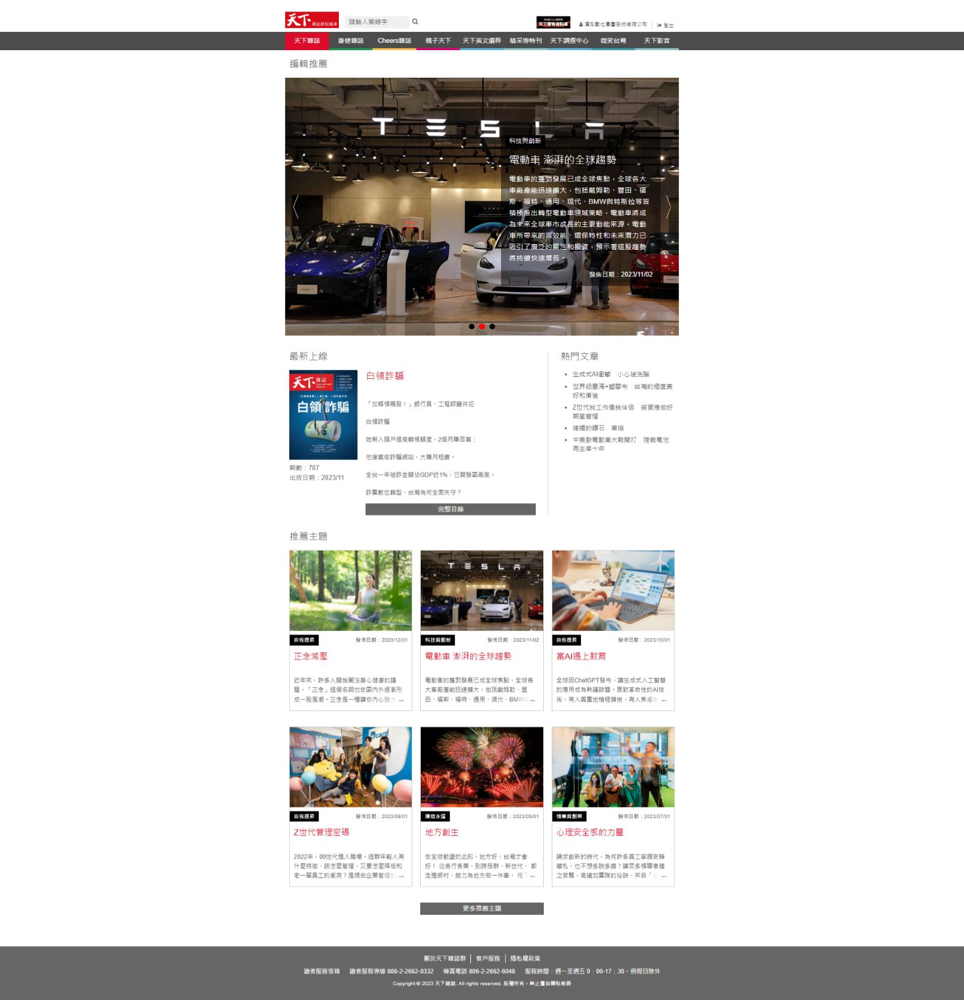 天下 雜誌群知識庫
請輸入關鍵字
天下聲音資料庫
漢珍數位圖書股份有限公司 | 登出
天下雜誌 康健雜誌 Cheers雜誌 親子天下 天下英文選粹 精采專特刊 天下調查中心 微笑台灣 天下影音
編輯推薦
TESLA
科技與創新
電動車 澎湃的全球趨勢
電動車的蓬勃發展已成全球焦點，全球各大
車廠產能迅速擴大，包括戴姆勒、豐田、福
斯、福特、通用、現代、BMW與特斯拉等皆
積極推出轉型電動車領域策略，電動車將成
為未來全球車市成長的主要動能來源，電動
車所帶來的高效能、環保特性和未來潛力已
吸引了廣泛的關注和投資，預示著這股趨勢
將持續快速增長。
發佈日期：2023/11/02
最新上線
天下 雜誌
白領詐騙
期數：787
出版日期：2023/11
白領詐騙
「加賴領飆股！」銀行員、工程師變共犯
白領詐騙
她幫人頭戶提高轉帳額度，2個月賺百萬；
他接案做詐騙網站，大賺月租費。
全台一年被詐金額佔GDP近1%，已開發國最高。
詐團數位轉型，台灣為何全面失守？
完整目錄
熱門文章
生成式AI衝擊　小心被洗腦
世界級雲海+塑膠布　台灣的極度美
好和落後
Z世代找工作像挑伴侶　勞資應做好
期望管理
搖擺的鑽石　東協
中美歐電動車大戰開打　陸廠電池
再主宰十年
推薦主題
自我提昇 發佈日期：2023/12/01
正念減壓
近年來，許多人開始關注身心健康的議
題，「正念」這個名詞也在國內外逐漸形
成一股風潮。正念是一種讓你內心強大 ...
TESLA
科技與創新 發佈日期：2023/11/02
電動車 澎湃的全球趨勢
電動車的蓬勃發展已成全球焦點，全球各
大車廠產能迅速擴大，包括戴姆勒、豐
田、福斯、福特、通用、現代、BMW與 ...
自我提昇 發佈日期：2023/10/01
當AI遇上教育
全球因ChatGPT發布，讓生成式人工智慧
的應用成為熱議話題。面對革命性的AI技
術，有人興奮地積極擁抱，有人焦慮地 ...
Dcard
自我提昇 發佈日期：2023/09/01
Z世代管理密碼
2022年，00世代進入職場。這群年輕人有
什麼特徵、該怎麼管理，又要怎麼降低和
老一輩員工的衝突？是現在企業管理的 ...
環境永續 發佈日期：2023/08/01
地方創生
在全球動盪的此刻，地方好，台灣才會
好！ 從各行各業，到跨族群、新世代， 都
走進鄉村，努力為地方做一件事， 種下 ...
領導與創業 發佈日期：2023/07/01
心理安全感的力量
講求創新的時代，為何許多員工寧願安靜
藏私，也不想多說多錯？讓眾多領導者趨
之若鶩，高績效團隊的祕訣，來自「心 ...
更多推薦主題
關於天下雜誌群 | 客戶服務 | 隱私權政策
讀者服務信箱 讀者服務專線 886-2-2662-0332 傳真電話 886-2-2662-6048 服務時間：週一至週五 9：00-17：30，例假日除外
Copyright © 2023 天下雜誌. All rights reserved. 版權所有，禁止擅自轉貼節錄